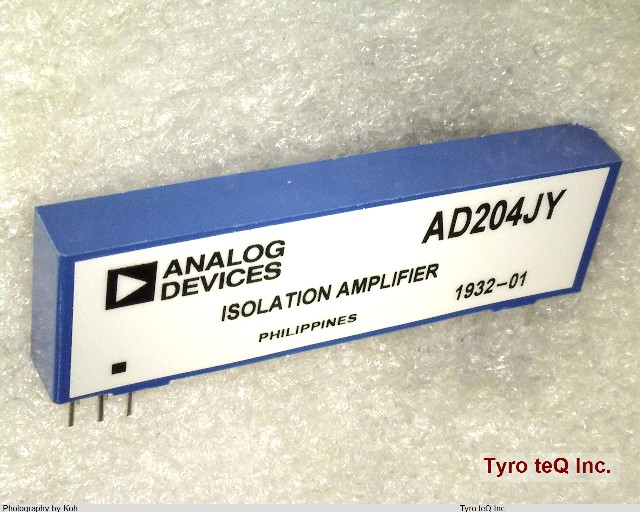 ANALOG
DEVICES
AD204JY
ISOLATION AMPLIFIER
1932-01
PHILIPPINES
Tyro teQ Inc.
Photography by Koh
Tyro teQ Inc